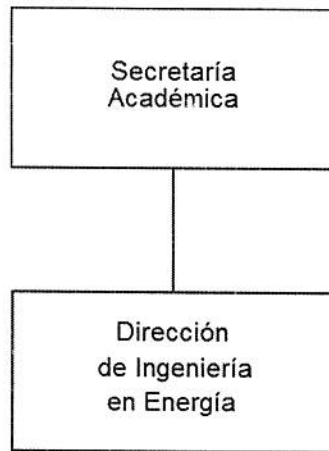 Secretaría
Académica
Dirección
de Ingeniería
en Energía